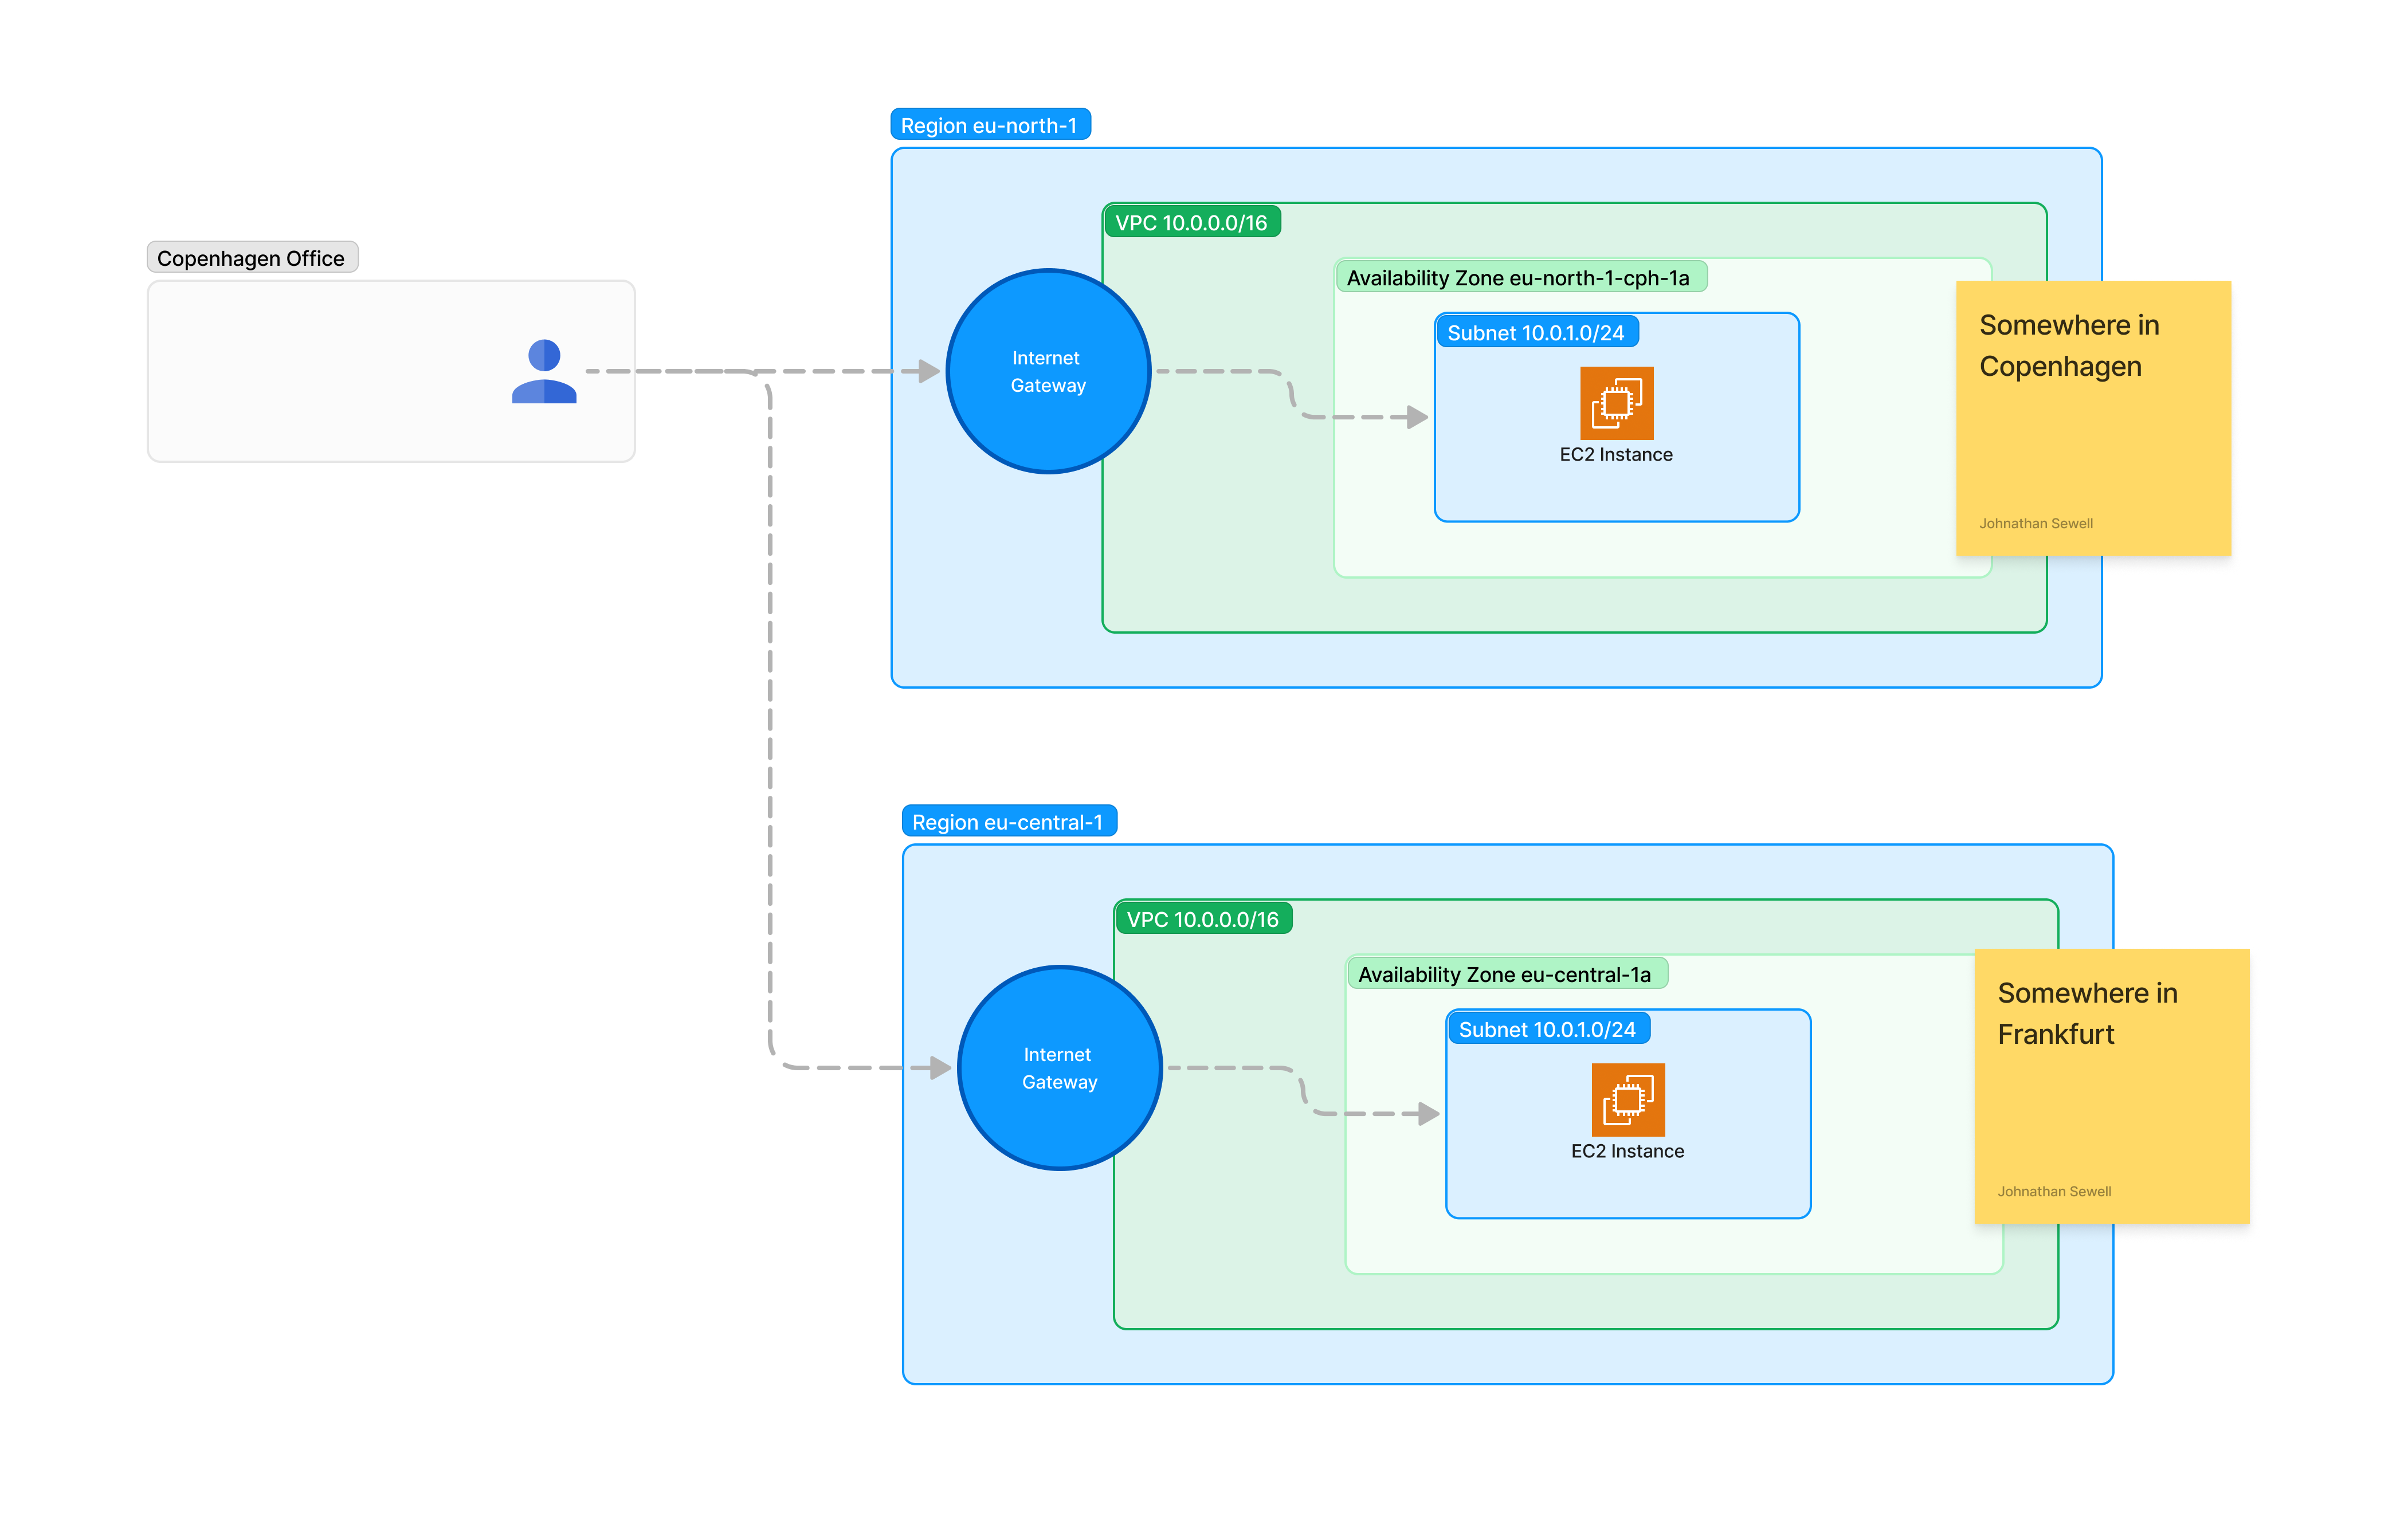 Region eu-north-1
VPC 10.0.0.0/16
Copenhagen Office
Availability Zone eu-north-1-cph-1a
Subnet 10.0.1.0/24
Somewhere in
Copenhagen
Internet
Gateway
EC2 Instance
Johnathan Sewell
Region eu-central-1
VPC 10.0.0.0/16
Availability Zone eu-central-1a
Subnet 10.0.1.0/24
Somewhere in
Frankfurt
Internet
Gateway
EC2 Instance
Johnathan Sewell